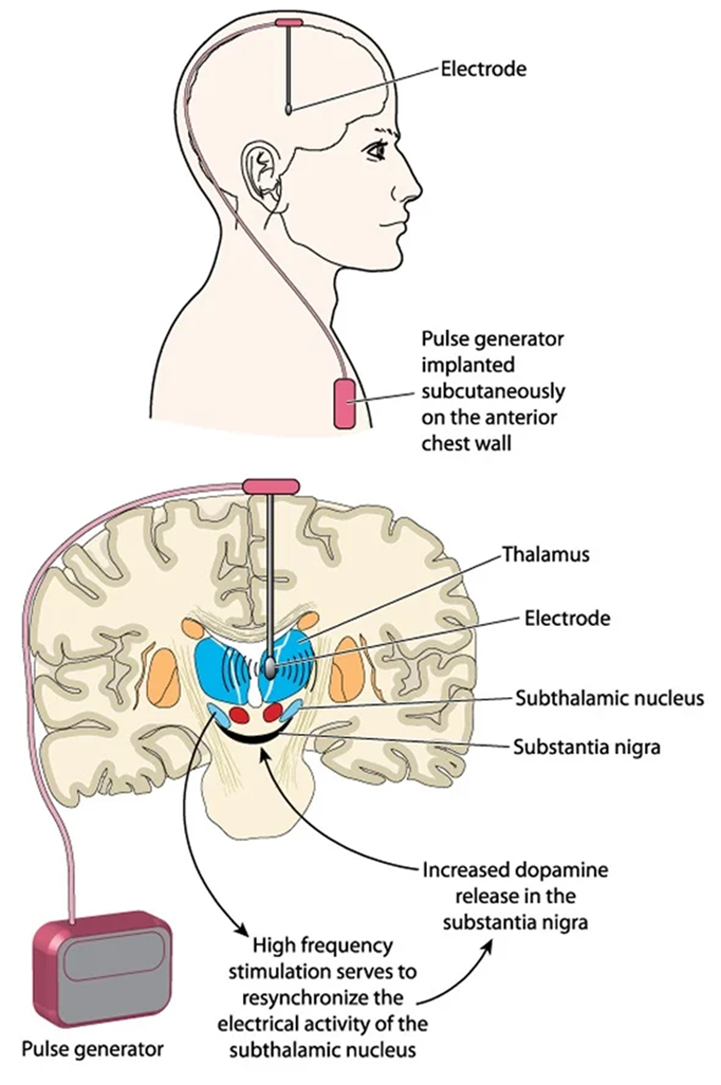 Electrode
Pulse generator
implanted
subcutaneously
on the anterior
chest wall
Thalamus
Electrode
Subthalamic nucleus
Substantia nigra
Increased dopamine
release in the
substantia nigra
High frequency
stimulation serves to
resynchronize the
electrical activity of the
subthalamic nucleus
Pulse generator